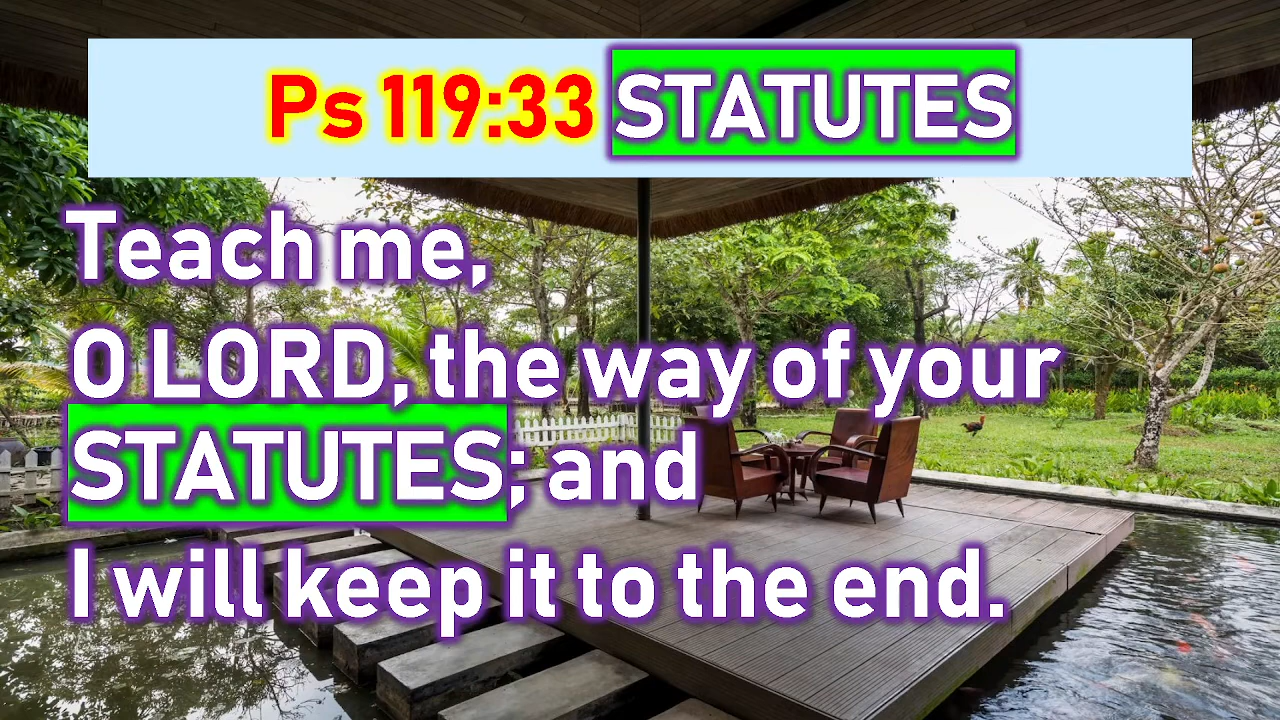 Ps 119:33 STATUTES
Teach me,
O LORD, the way of your
STATUTES; and
I will keep it to the end.